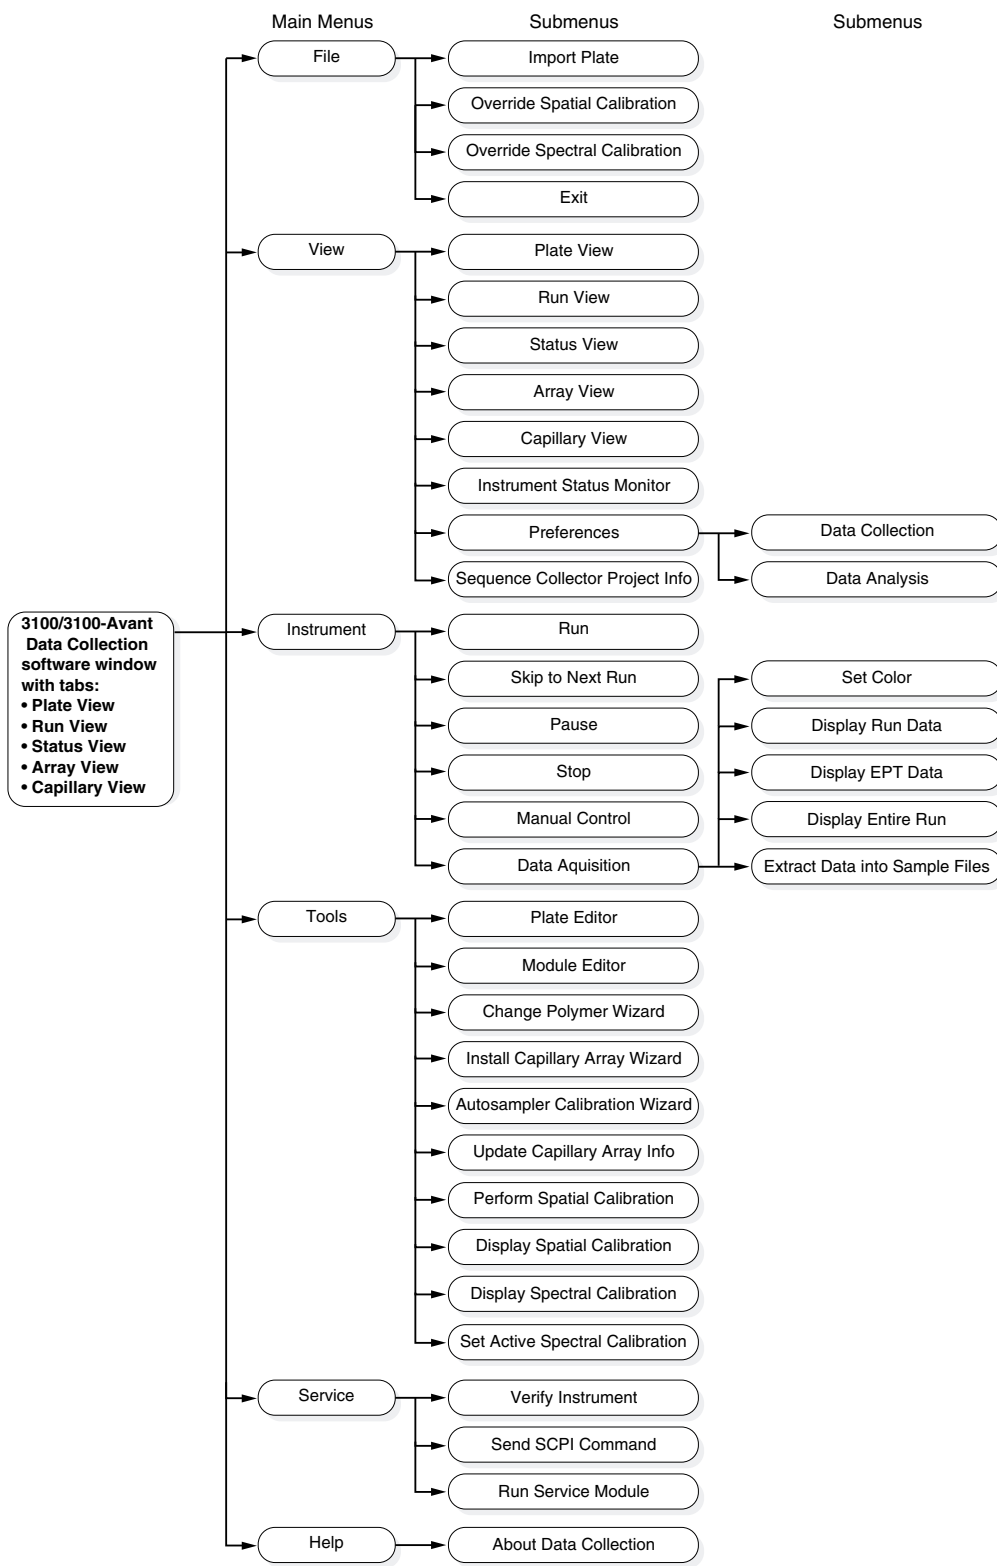 Main Menus
Submenus
Submenus
File
Import Plate
Override Spatial Calibration
Override Spectral Calibration
Exit
View
Plate View
Run View
Status View
Array View
Capillary View
Instrument Status Monitor
Preferences
Data Collection
Data Analysis
Sequence Collector Project Info
3100/3100-Avant
Data Collection
software window
with tabs:
• Plate View
• Run View
• Status View
• Array View
• Capillary View
Instrument
Run
Skip to Next Run
Pause
Stop
Manual Control
Data Aquisition
Set Color
Display Run Data
Display EPT Data
Display Entire Run
Extract Data into Sample Files
Tools
Plate Editor
Module Editor
Change Polymer Wizard
Install Capillary Array Wizard
Autosampler Calibration Wizard
Update Capillary Array Info
Perform Spatial Calibration
Display Spatial Calibration
Display Spectral Calibration
Set Active Spectral Calibration
Service
Verify Instrument
Send SCPI Command
Run Service Module
Help
About Data Collection